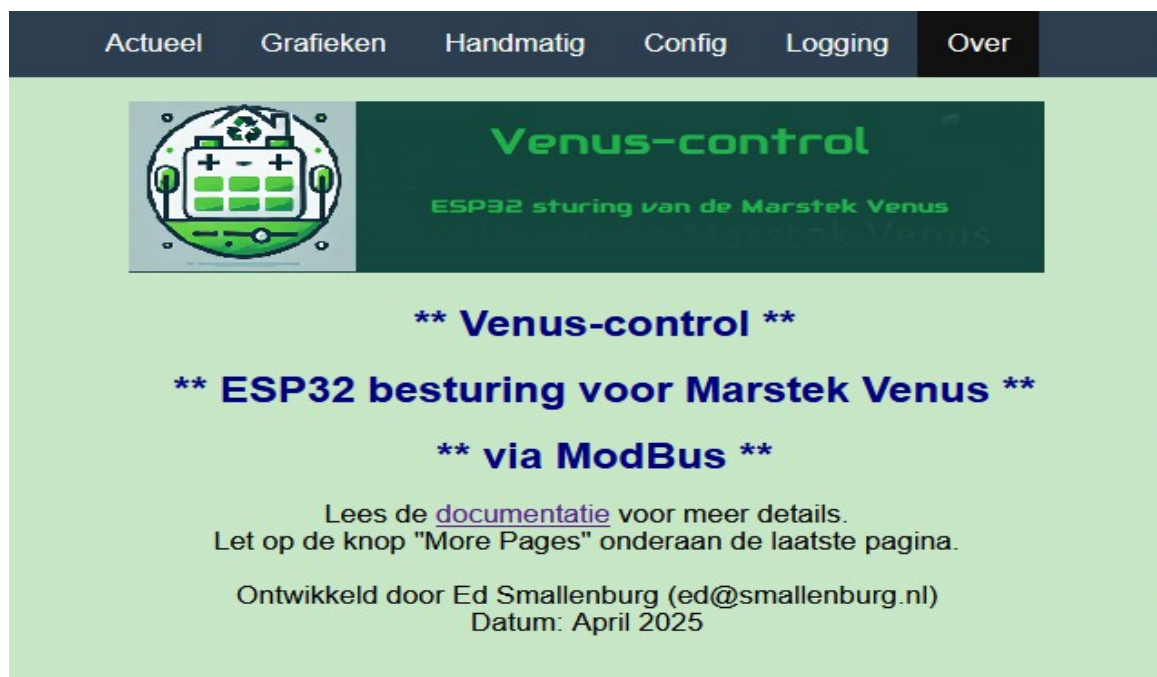 Actueel Grafieken Handmatig Config Logging Over
Venus-control
ESP32 sturing van de Marstek Venus
** Venus-control **
** ESP32 besturing voor Marstek Venus **
** via ModBus **
Lees de documentatie voor meer details.
Let op de knop "More Pages" onderaan de laatste pagina.
Ontwikkeld door Ed Smallenburg (ed@smallenburg.nl)
Datum: April 2025